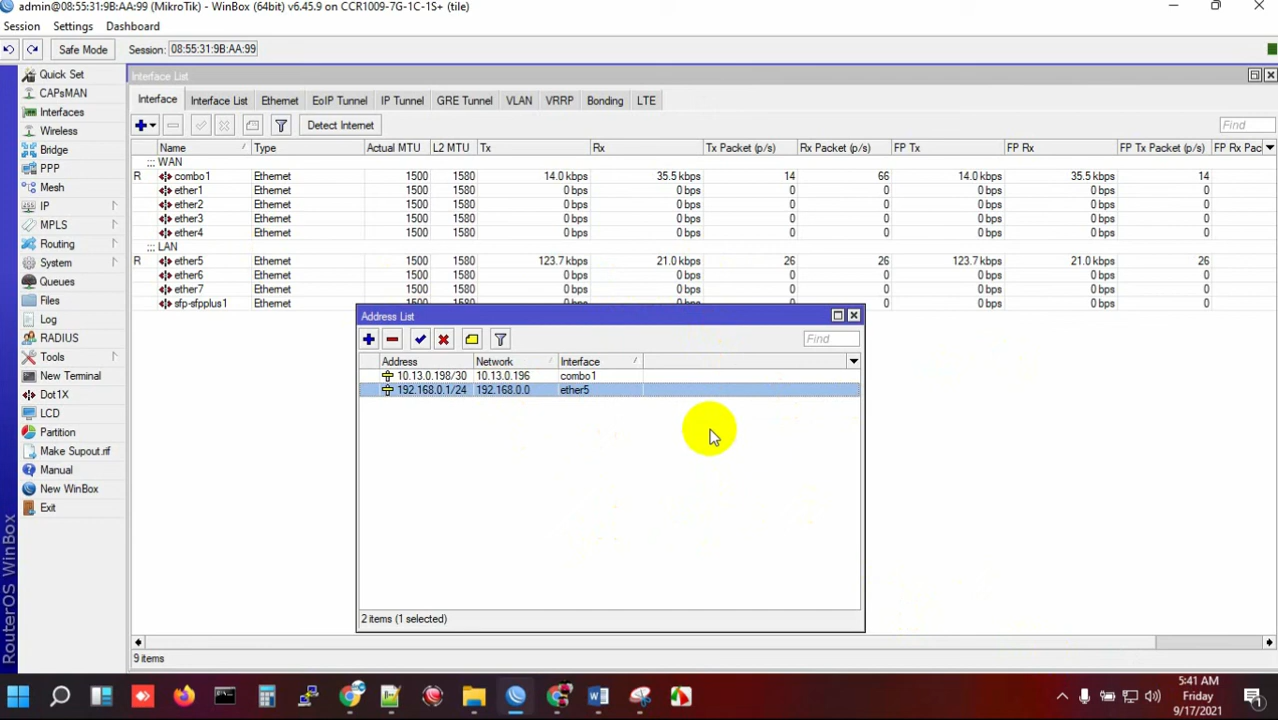 admin@08:55:31:9B:AA:99 (MikroTik) - WinBox (64bit) v6.45.9 on CCR1009-7G-1C-1S+ (tile)
Session Settings Dashboard
Safe Mode Session: 08:55:31:9B:AA:99
Quick Set
CAPsMAN
Interfaces
Wireless
Bridge
PPP
Mesh
IP
MPLS
Routing
System
Queues
Files
Log
RADIUS
Tools
New Terminal
Dot1X
LCD
Partition
Make Supout.rif
Manual
New WinBox
Exit
RouterOS WinBox
Interface List
Interface Interface List Ethernet EoIP Tunnel IP Tunnel GRE Tunnel VLAN VRRP Bonding LTE
Detect Internet Find
Name Type Actual MTU L2 MTU Tx Rx Tx Packet (p/s) Rx Packet (p/s) FP Tx FP Rx FP Tx Packet (p/s) FP Rx Pac
::: WAN
R combo1 Ethernet 1500 1580 14.0 kbps 35.5 kbps 14 66 14.0 kbps 35.5 kbps 14
ether1 Ethernet 1500 1580 0 bps 0 bps 0 0 0 bps 0 bps 0
ether2 Ethernet 1500 1580 0 bps 0 bps 0 0 0 bps 0 bps 0
ether3 Ethernet 1500 1580 0 bps 0 bps 0 0 0 bps 0 bps 0
ether4 Ethernet 1500 1580 0 bps 0 bps 0 0 0 bps 0 bps 0
::: LAN
R ether5 Ethernet 1500 1580 123.7 kbps 21.0 kbps 26 26 123.7 kbps 21.0 kbps 26
ether6 Ethernet 1500 1580 0 bps 0 bps 0 0 0 bps 0 bps 0
ether7 Ethernet 1500 1580 0 bps 0 bps 0 0 0 bps 0 bps 0
sfp-sfpplus1 Ethernet 1500 1580 0 bps 0 bps 0 0 0 bps 0 bps 0
Address List
Find
Address Network Interface
10.13.0.198/30 10.13.0.196 combo1
192.168.0.1/24 192.168.0.0 ether5
2 items (1 selected)
9 items
5:41 AM
Friday
9/17/2021
1